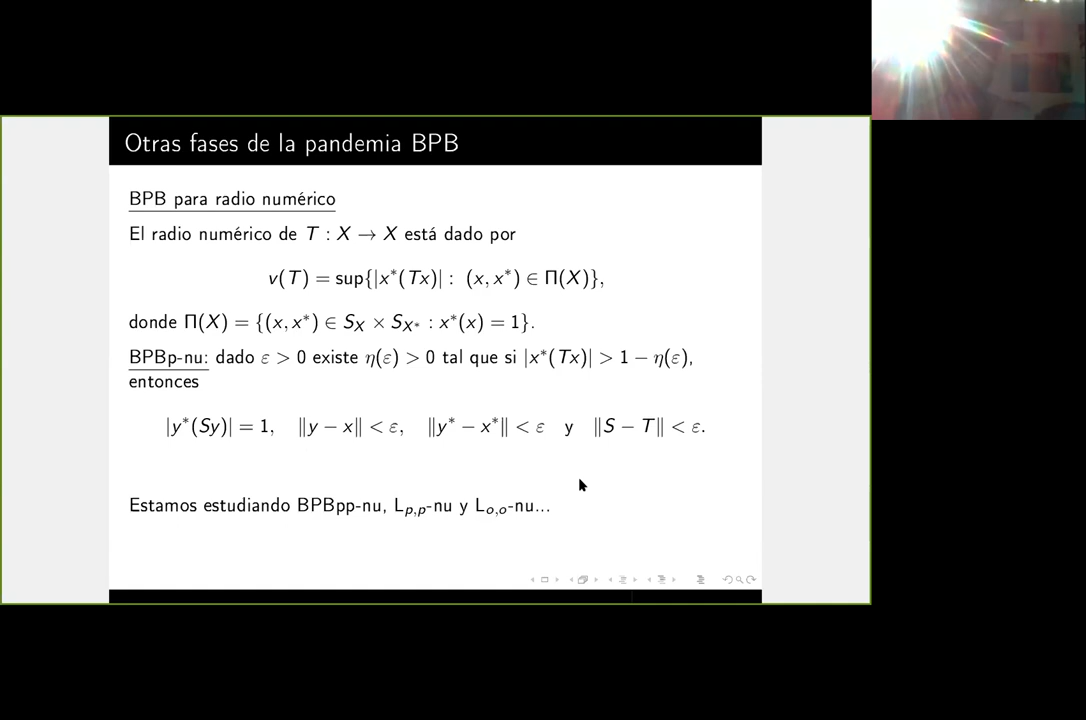 Otras fases de la pandemia BPB
BPB para radio numérico
El radio numérico de T : X → X está dado por
v(T) = sup{|x*(Tx)| : (x, x*) ∈ Π(X)},
donde Π(X) = {(x, x*) ∈ S_X × S_{X*} : x*(x) = 1}.
BPBp-nu: dado ε > 0 existe η(ε) > 0 tal que si |x*(Tx)| > 1 − η(ε),
entonces
|y*(Sy)| = 1, ‖y − x‖ < ε, ‖y* − x*‖ < ε y ‖S − T‖ < ε.
Estamos estudiando BPBpp-nu, L_{p,p}-nu y L_{o,o}-nu...